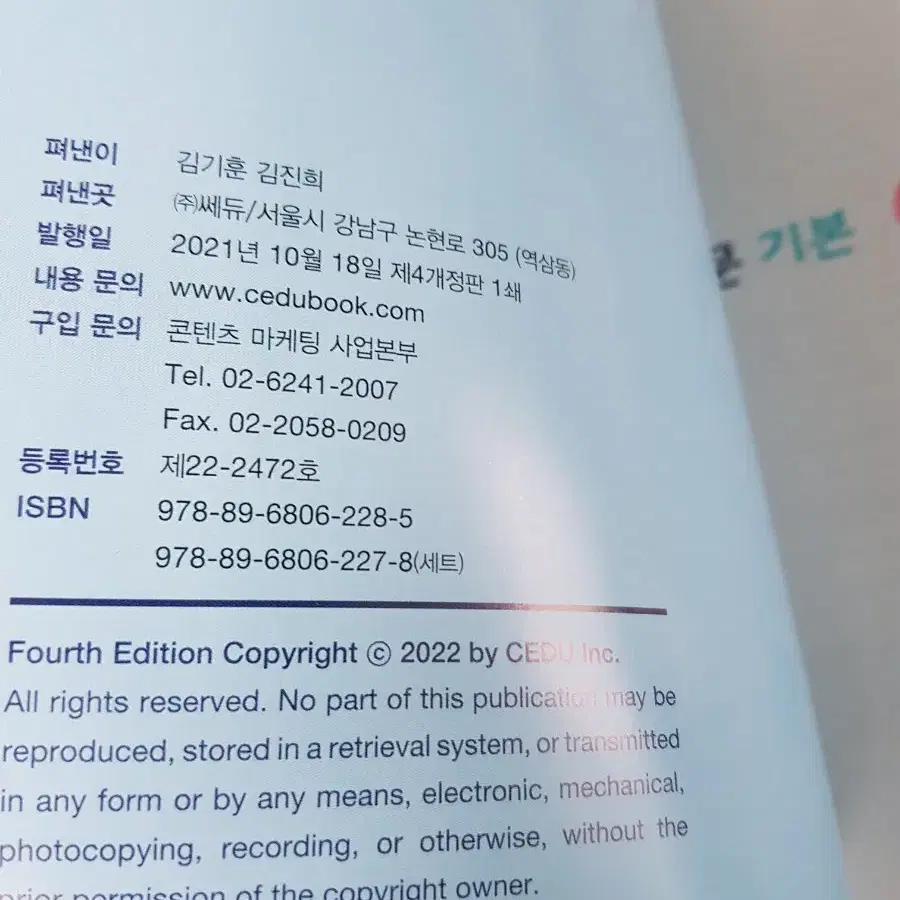 펴낸이 김기훈 김진희
펴낸곳 ㈜쎄듀/서울시 강남구 논현로 305 (역삼동)
발행일 2021년 10월 18일 제4개정판 1쇄
내용 문의 www.cedubook.com
구입 문의 콘텐츠 마케팅 사업본부
Tel. 02-6241-2007
Fax. 02-2058-0209
등록번호 제22-2472호
ISBN 978-89-6806-228-5
978-89-6806-227-8(세트)
Fourth Edition Copyright ⓒ 2022 by CEDU Inc.
All rights reserved. No part of this publication may be
reproduced, stored in a retrieval system, or transmitted
in any form or by any means, electronic, mechanical,
photocopying, recording, or otherwise, without the
prior permission of the copyright owner.
기본